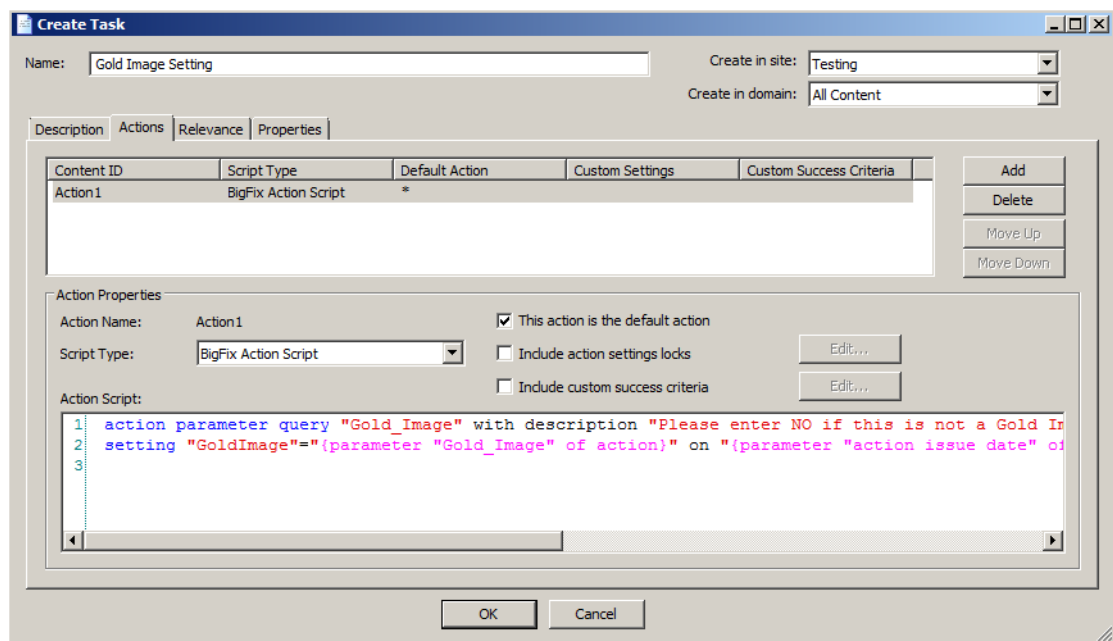 Create Task
Name: Gold Image Setting Create in site: Testing
Create in domain: All Content
Description Actions Relevance Properties
Content ID Script Type Default Action Custom Settings Custom Success Criteria
Action1 BigFix Action Script *
Add
Delete
Move Up
Move Down
Action Properties
Action Name: Action1 This action is the default action
Script Type: BigFix Action Script Include action settings locks Edit...
Include custom success criteria Edit...
Action Script:
1 action parameter query "Gold_Image" with description "Please enter NO if this is not a Gold Im
2 setting "GoldImage"="{parameter "Gold_Image" of action}" on "{parameter "action issue date" of
3
OK Cancel